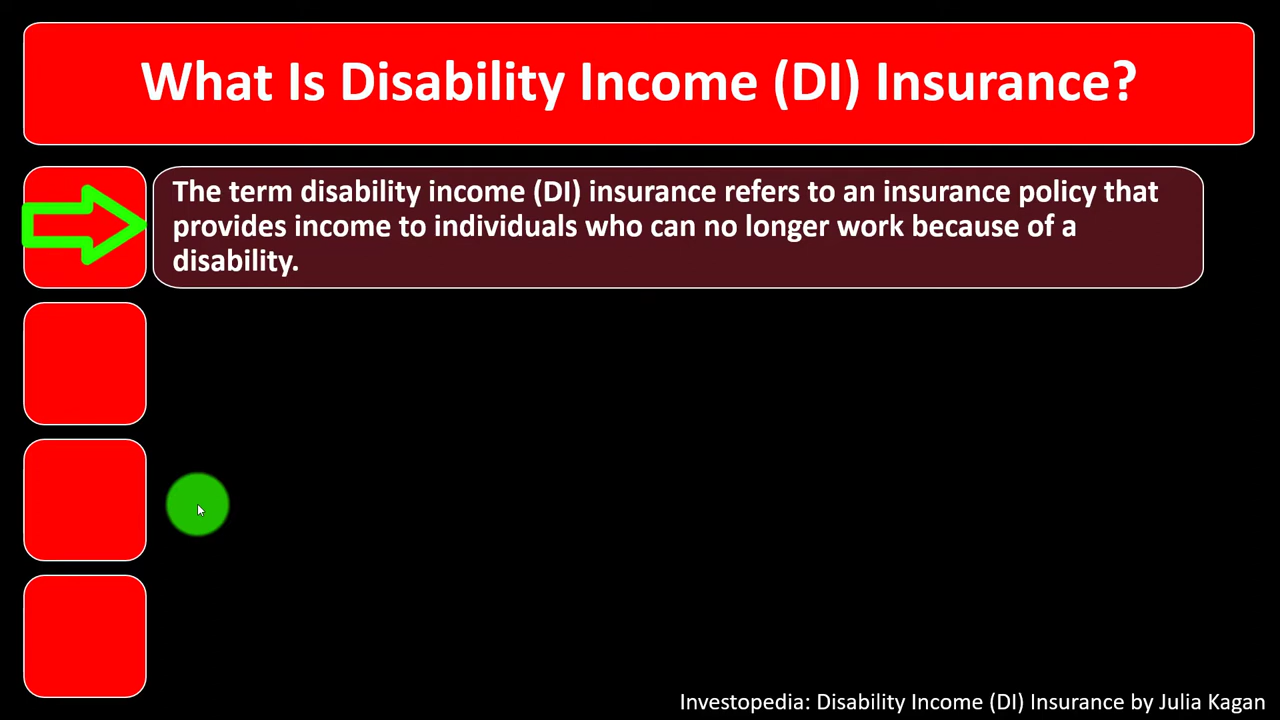 What Is Disability Income (DI) Insurance?
The term disability income (DI) insurance refers to an insurance policy that
provides income to individuals who can no longer work because of a
disability.
Investopedia: Disability Income (DI) Insurance by Julia Kagan